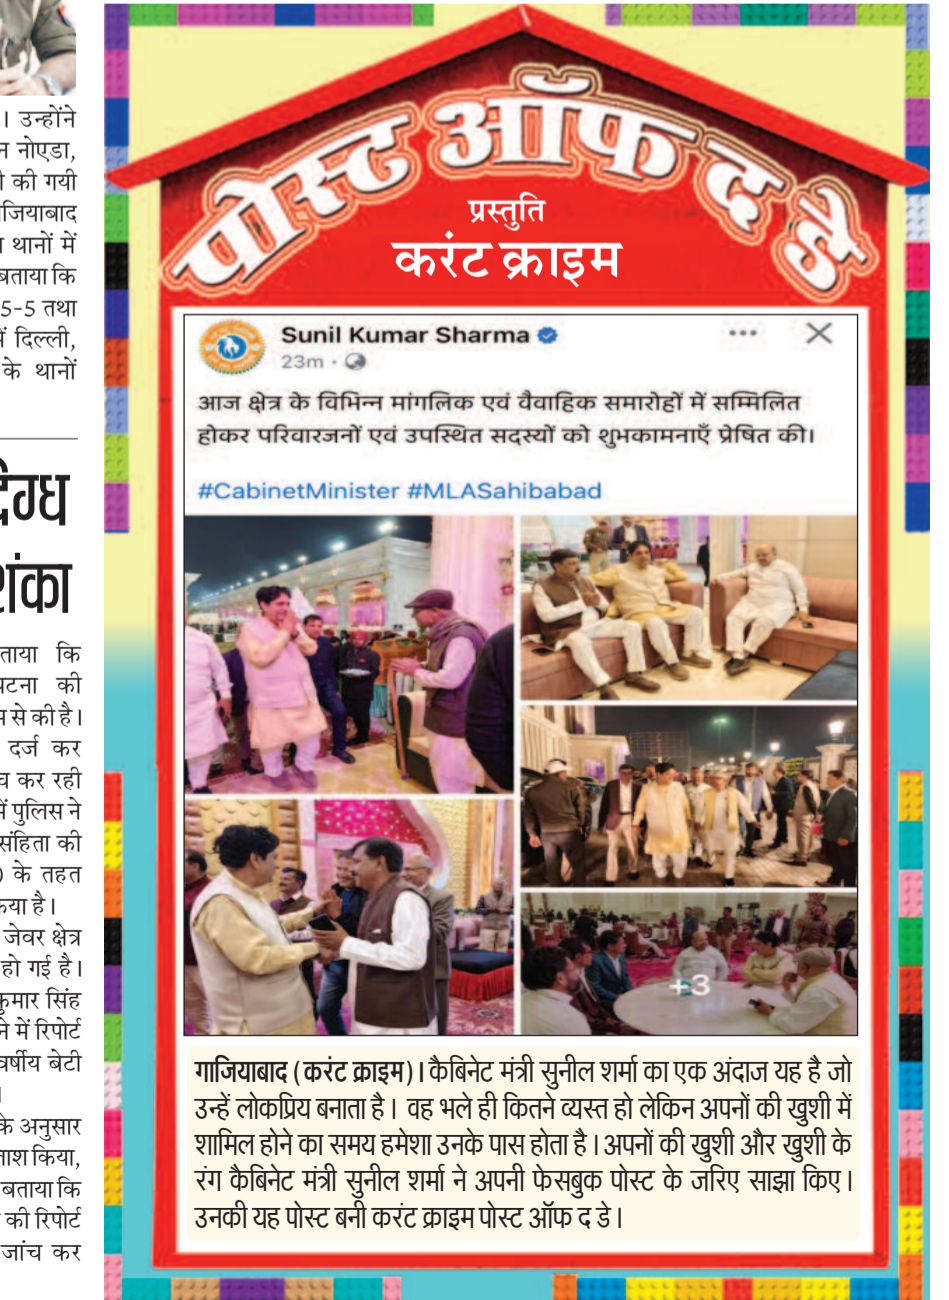 । उन्होंने
नोएडा,
की गयी
थानों में
बताया कि
5-5 तथा
में दिल्ली,
के थानों
शंका
कि
की
से की है।
दर्ज कर
कर रही
में पुलिस ने
संहिता की
के तहत
जेवर क्षेत्र
हो गई है।
कुमार सिंह
में रिपोर्ट
वर्षीय बेटी
।
के अनुसार
किया,
बताया कि
की रिपोर्ट
जांच कर
पोस्ट ऑफ द डे
प्रस्तुति
करंट क्राइम
Sunil Kumar Sharma
23m
आज क्षेत्र के विभिन्न मांगलिक एवं वैवाहिक समारोहों में सम्मिलित
होकर परिवारजनों एवं उपस्थित सदस्यों को शुभकामनाएँ प्रेषित की।
#CabinetMinister #MLASahibabad
+3
गाजियाबाद (करंट क्राइम)। कैबिनेट मंत्री सुनील शर्मा का एक अंदाज यह है जो
उन्हें लोकप्रिय बनाता है। वह भले ही कितने व्यस्त हो लेकिन अपनों की खुशी में
शामिल होने का समय हमेशा उनके पास होता है। अपनों की खुशी और खुशी के
रंग कैबिनेट मंत्री सुनील शर्मा ने अपनी फेसबुक पोस्ट के जरिए साझा किए।
उनकी यह पोस्ट बनी करंट क्राइम पोस्ट ऑफ द डे।